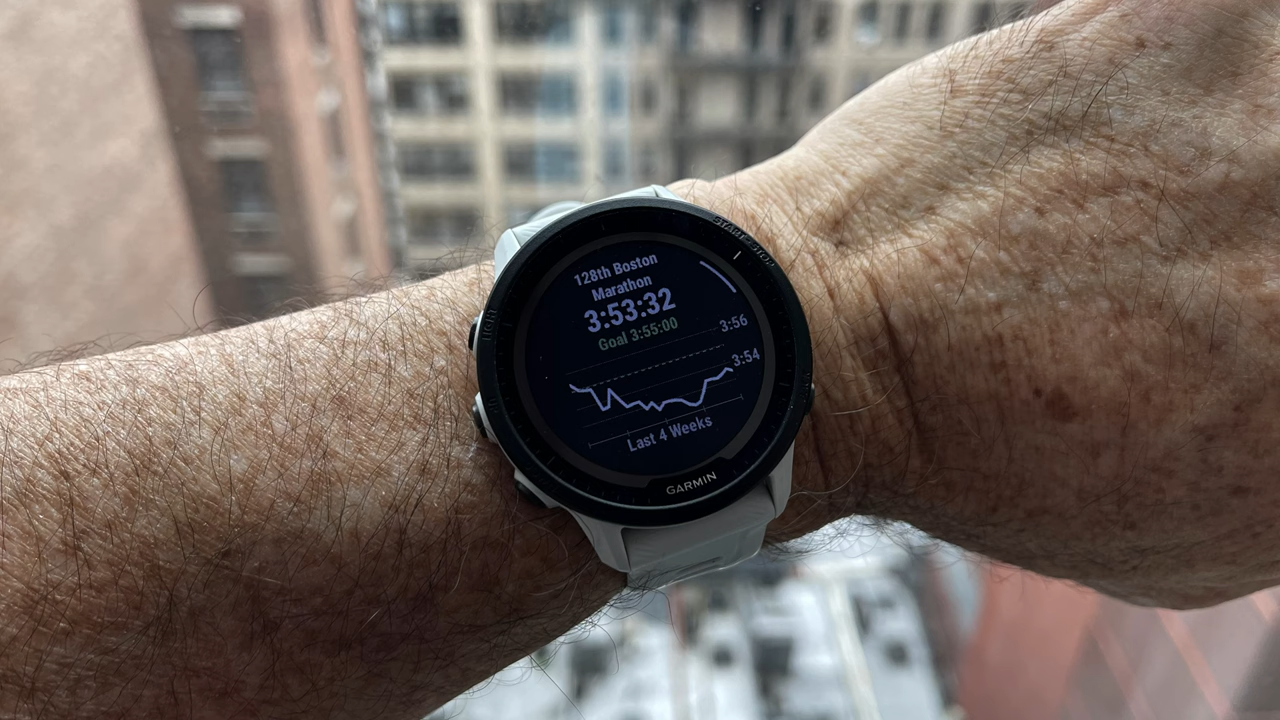 START·STOP
LIGHT
128th Boston
Marathon
3:53:32
Goal 3:55:00
3:56
3:54
Last 4 Weeks
GARMIN